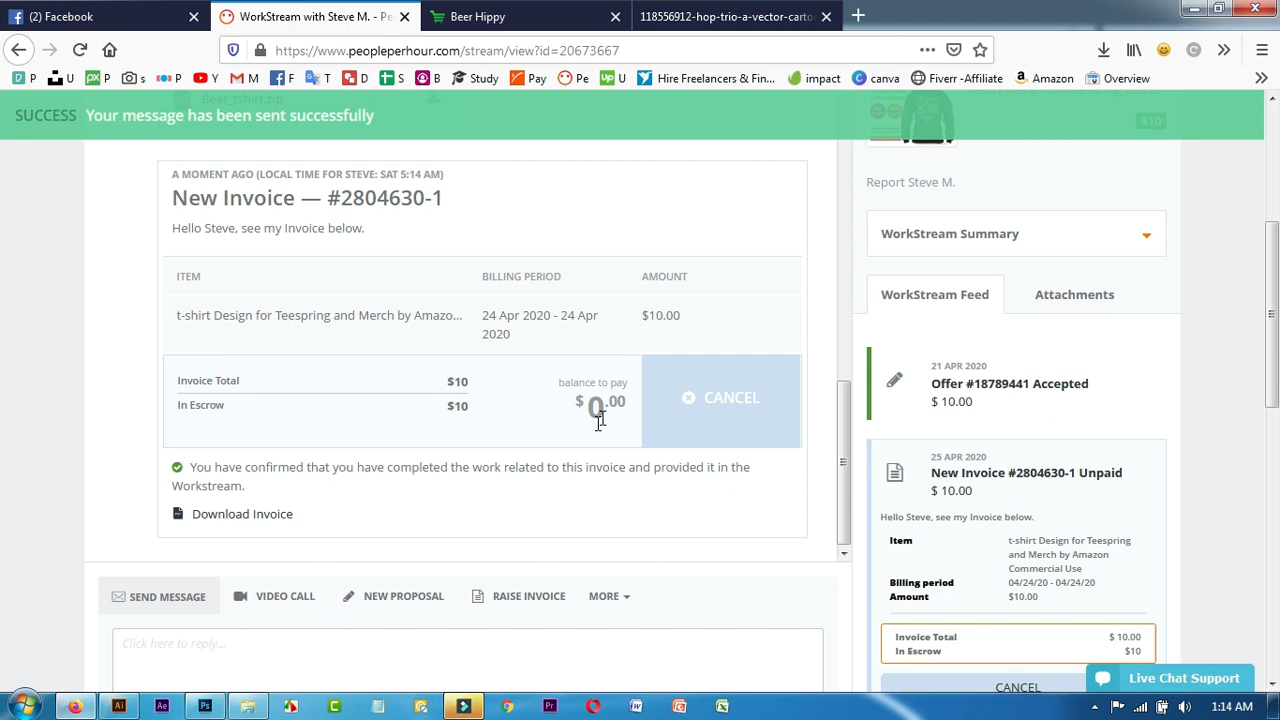 (2) Facebook
WorkStream with Steve M. - Pe
Beer Hippy
118556912-hop-trio-a-vector-carto
https://www.peopleperhour.com/stream/view?id=20673667
P
U
P
s
P
Y
M
F
T
D
S
B
Study
Pay
Pe
U
Hire Freelancers & Fin...
impact
canva
Fiverr -Affiliate
Amazon
Overview
Beer_tshirt.zip
SUCCESS Your message has been sent successfully
$10
A MOMENT AGO (LOCAL TIME FOR STEVE: SAT 5:14 AM)
New Invoice — #2804630-1
Hello Steve, see my Invoice below.
ITEM
BILLING PERIOD
AMOUNT
t-shirt Design for Teespring and Merch by Amazo...
24 Apr 2020 - 24 Apr
2020
$10.00
Invoice Total
$10
In Escrow
$10
balance to pay
$ 0.00
CANCEL
You have confirmed that you have completed the work related to this invoice and provided it in the
Workstream.
Download Invoice
SEND MESSAGE
VIDEO CALL
NEW PROPOSAL
RAISE INVOICE
MORE
Click here to reply...
Report Steve M.
WorkStream Summary
WorkStream Feed
Attachments
21 APR 2020
Offer #18789441 Accepted
$ 10.00
25 APR 2020
New Invoice #2804630-1 Unpaid
$ 10.00
Hello Steve, see my Invoice below.
Item
t-shirt Design for Teespring
and Merch by Amazon
Commercial Use
Billing period
04/24/20 - 04/24/20
Amount
$10.00
Invoice Total
$ 10.00
In Escrow
$10
CANCEL
Live Chat Support
1:14 AM